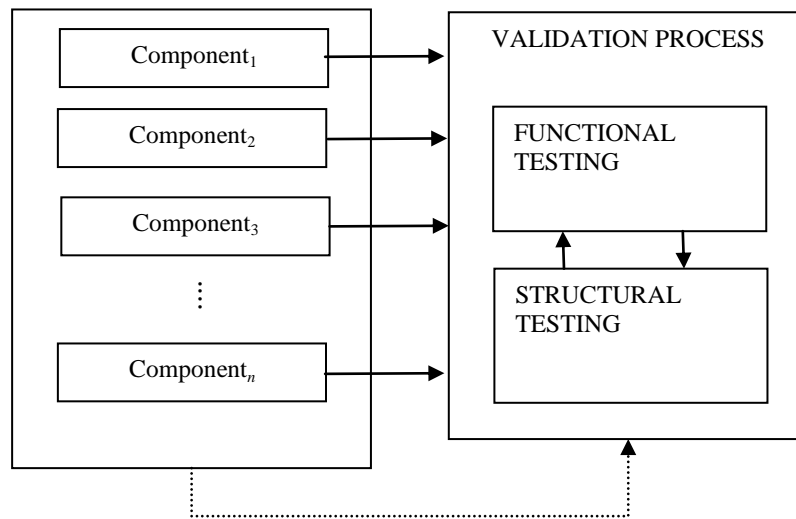 Component₁
Component₂
Component₃
Componentₙ
VALIDATION PROCESS
FUNCTIONAL
TESTING
STRUCTURAL
TESTING